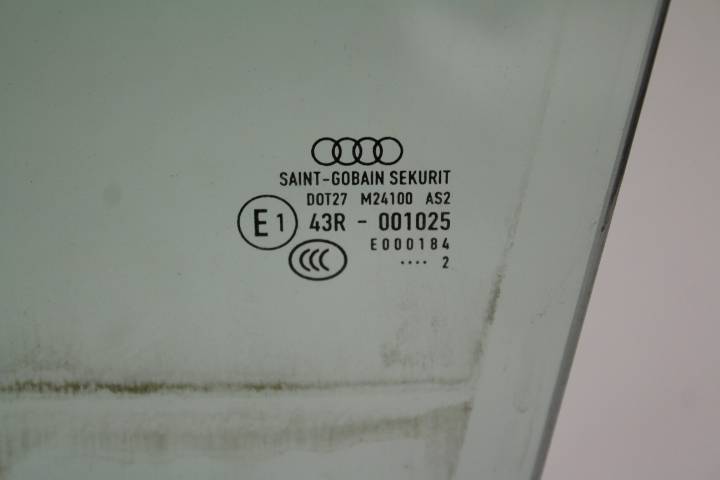 SAINT-GOBAIN SEKURIT
DOT27 M24100 AS2
E1 43R - 001025
E000184
CCC
.... 2